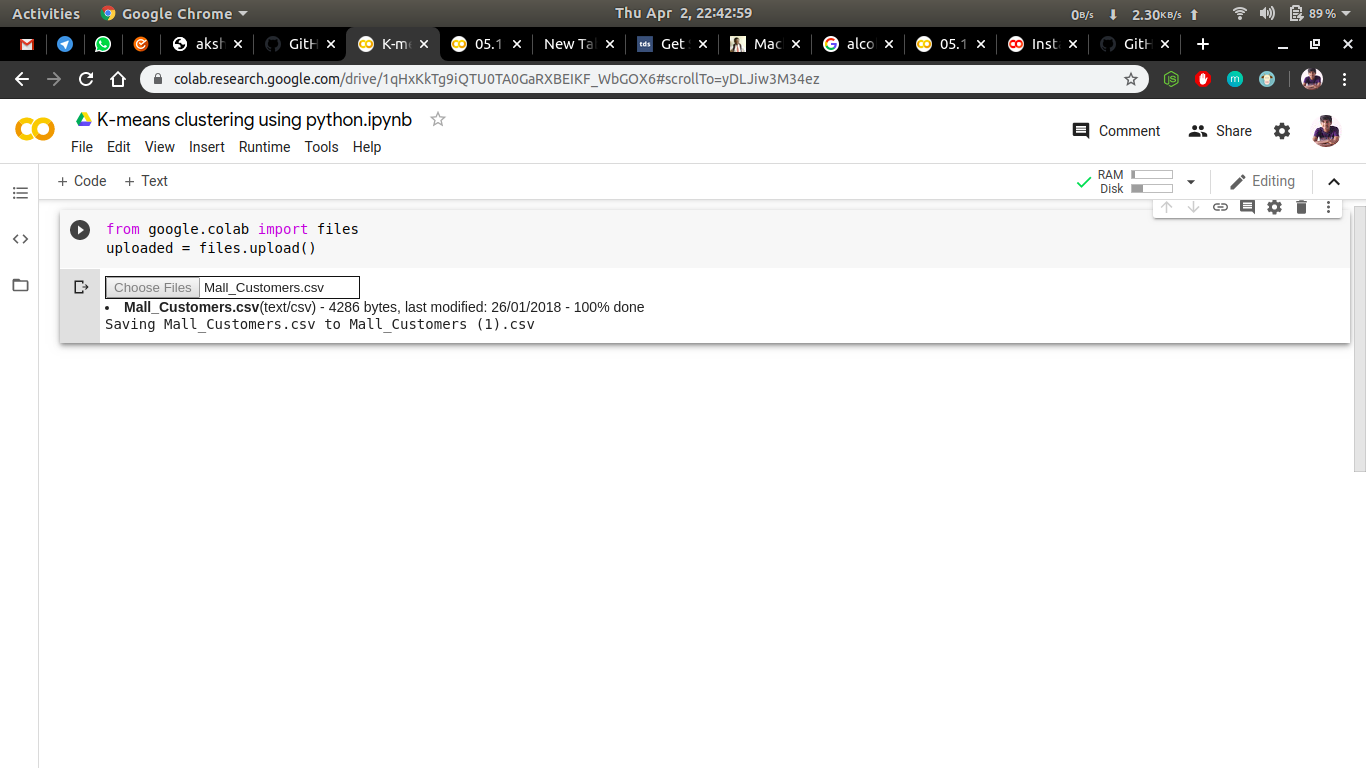 Activities Google Chrome Thu Apr 2, 22:42:59 0B/s 2.30KB/s 89%
aksh GitH K-me 05.1 New Tab tds Get Mac alco 05.1 Insta GitH
colab.research.google.com/drive/1qHxKkTg9iQTU0TA0GaRXBEIKF_WbGOX6#scrollTo=yDLJiw3M34ez
K-means clustering using python.ipynb
File Edit View Insert Runtime Tools Help
Comment Share
+ Code + Text
RAM
Disk
Editing
from google.colab import files
uploaded = files.upload()
Choose Files Mall_Customers.csv
• Mall_Customers.csv(text/csv) - 4286 bytes, last modified: 26/01/2018 - 100% done
Saving Mall_Customers.csv to Mall_Customers (1).csv